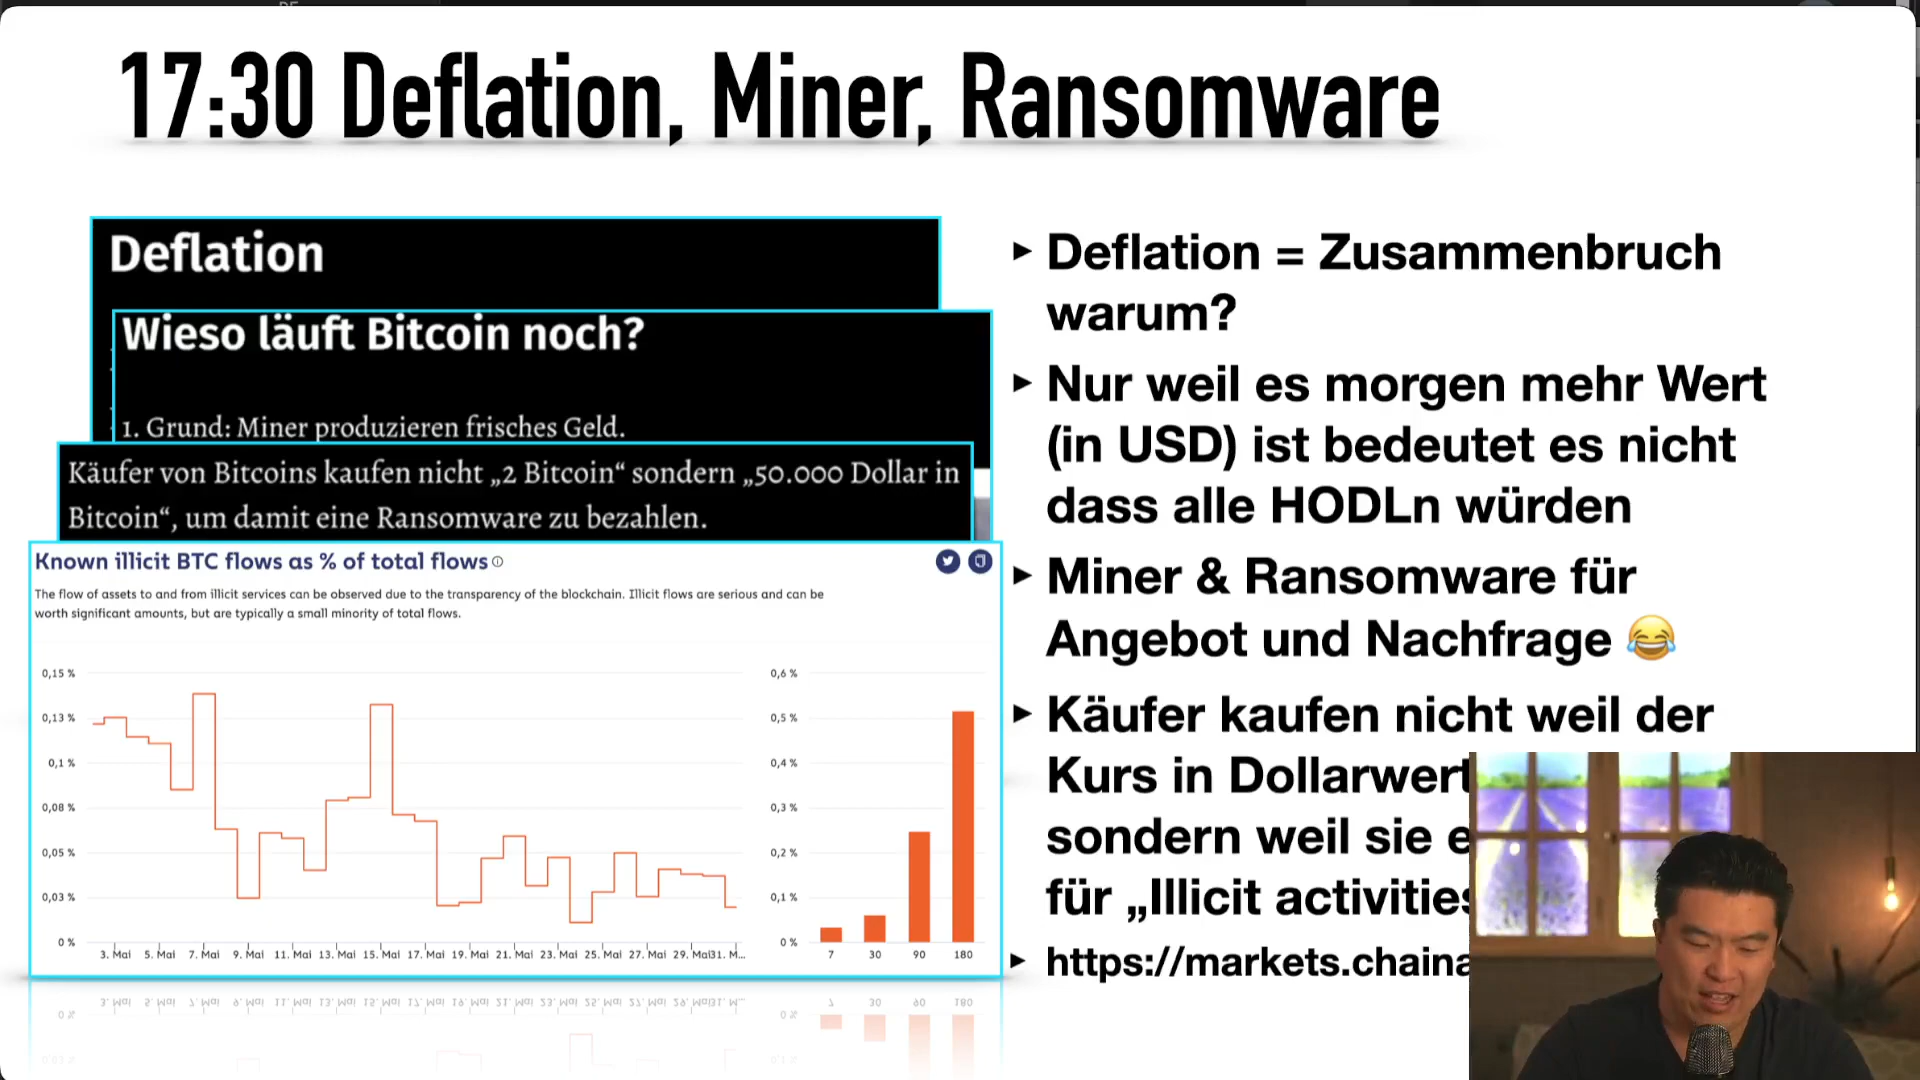 17:30 Deflation, Miner, Ransomware
Deflation
Wieso läuft Bitcoin noch?
1. Grund: Miner produzieren frisches Geld.
Käufer von Bitcoins kaufen nicht „2 Bitcoin“ sondern „50.000 Dollar in
Bitcoin“, um damit eine Ransomware zu bezahlen.
Known illicit BTC flows as % of total flows
The flow of assets to and from illicit services can be observed due to the transparency of the blockchain. Illicit flows are serious and can be
worth significant amounts, but are typically a small minority of total flows.
0,15 %
0,13 %
0,1 %
0,08 %
0,05 %
0,03 %
0 %
3. Mai 5. Mai 7. Mai 9. Mai 11. Mai 13. Mai 15. Mai 17. Mai 19. Mai 21. Mai 23. Mai 25. Mai 27. Mai 29. Mai 31. M...
0,6 %
0,5 %
0,4 %
0,3 %
0,2 %
0,1 %
0 %
7 30 90 180
▸ Deflation = Zusammenbruch
warum?
▸ Nur weil es morgen mehr Wert
(in USD) ist bedeutet es nicht
dass alle HODLn würden
▸ Miner & Ransomware für
Angebot und Nachfrage 😂
▸ Käufer kaufen nicht weil der
Kurs in Dollarwert
sondern weil sie e
für „Illicit activities
▸ https://markets.chaina